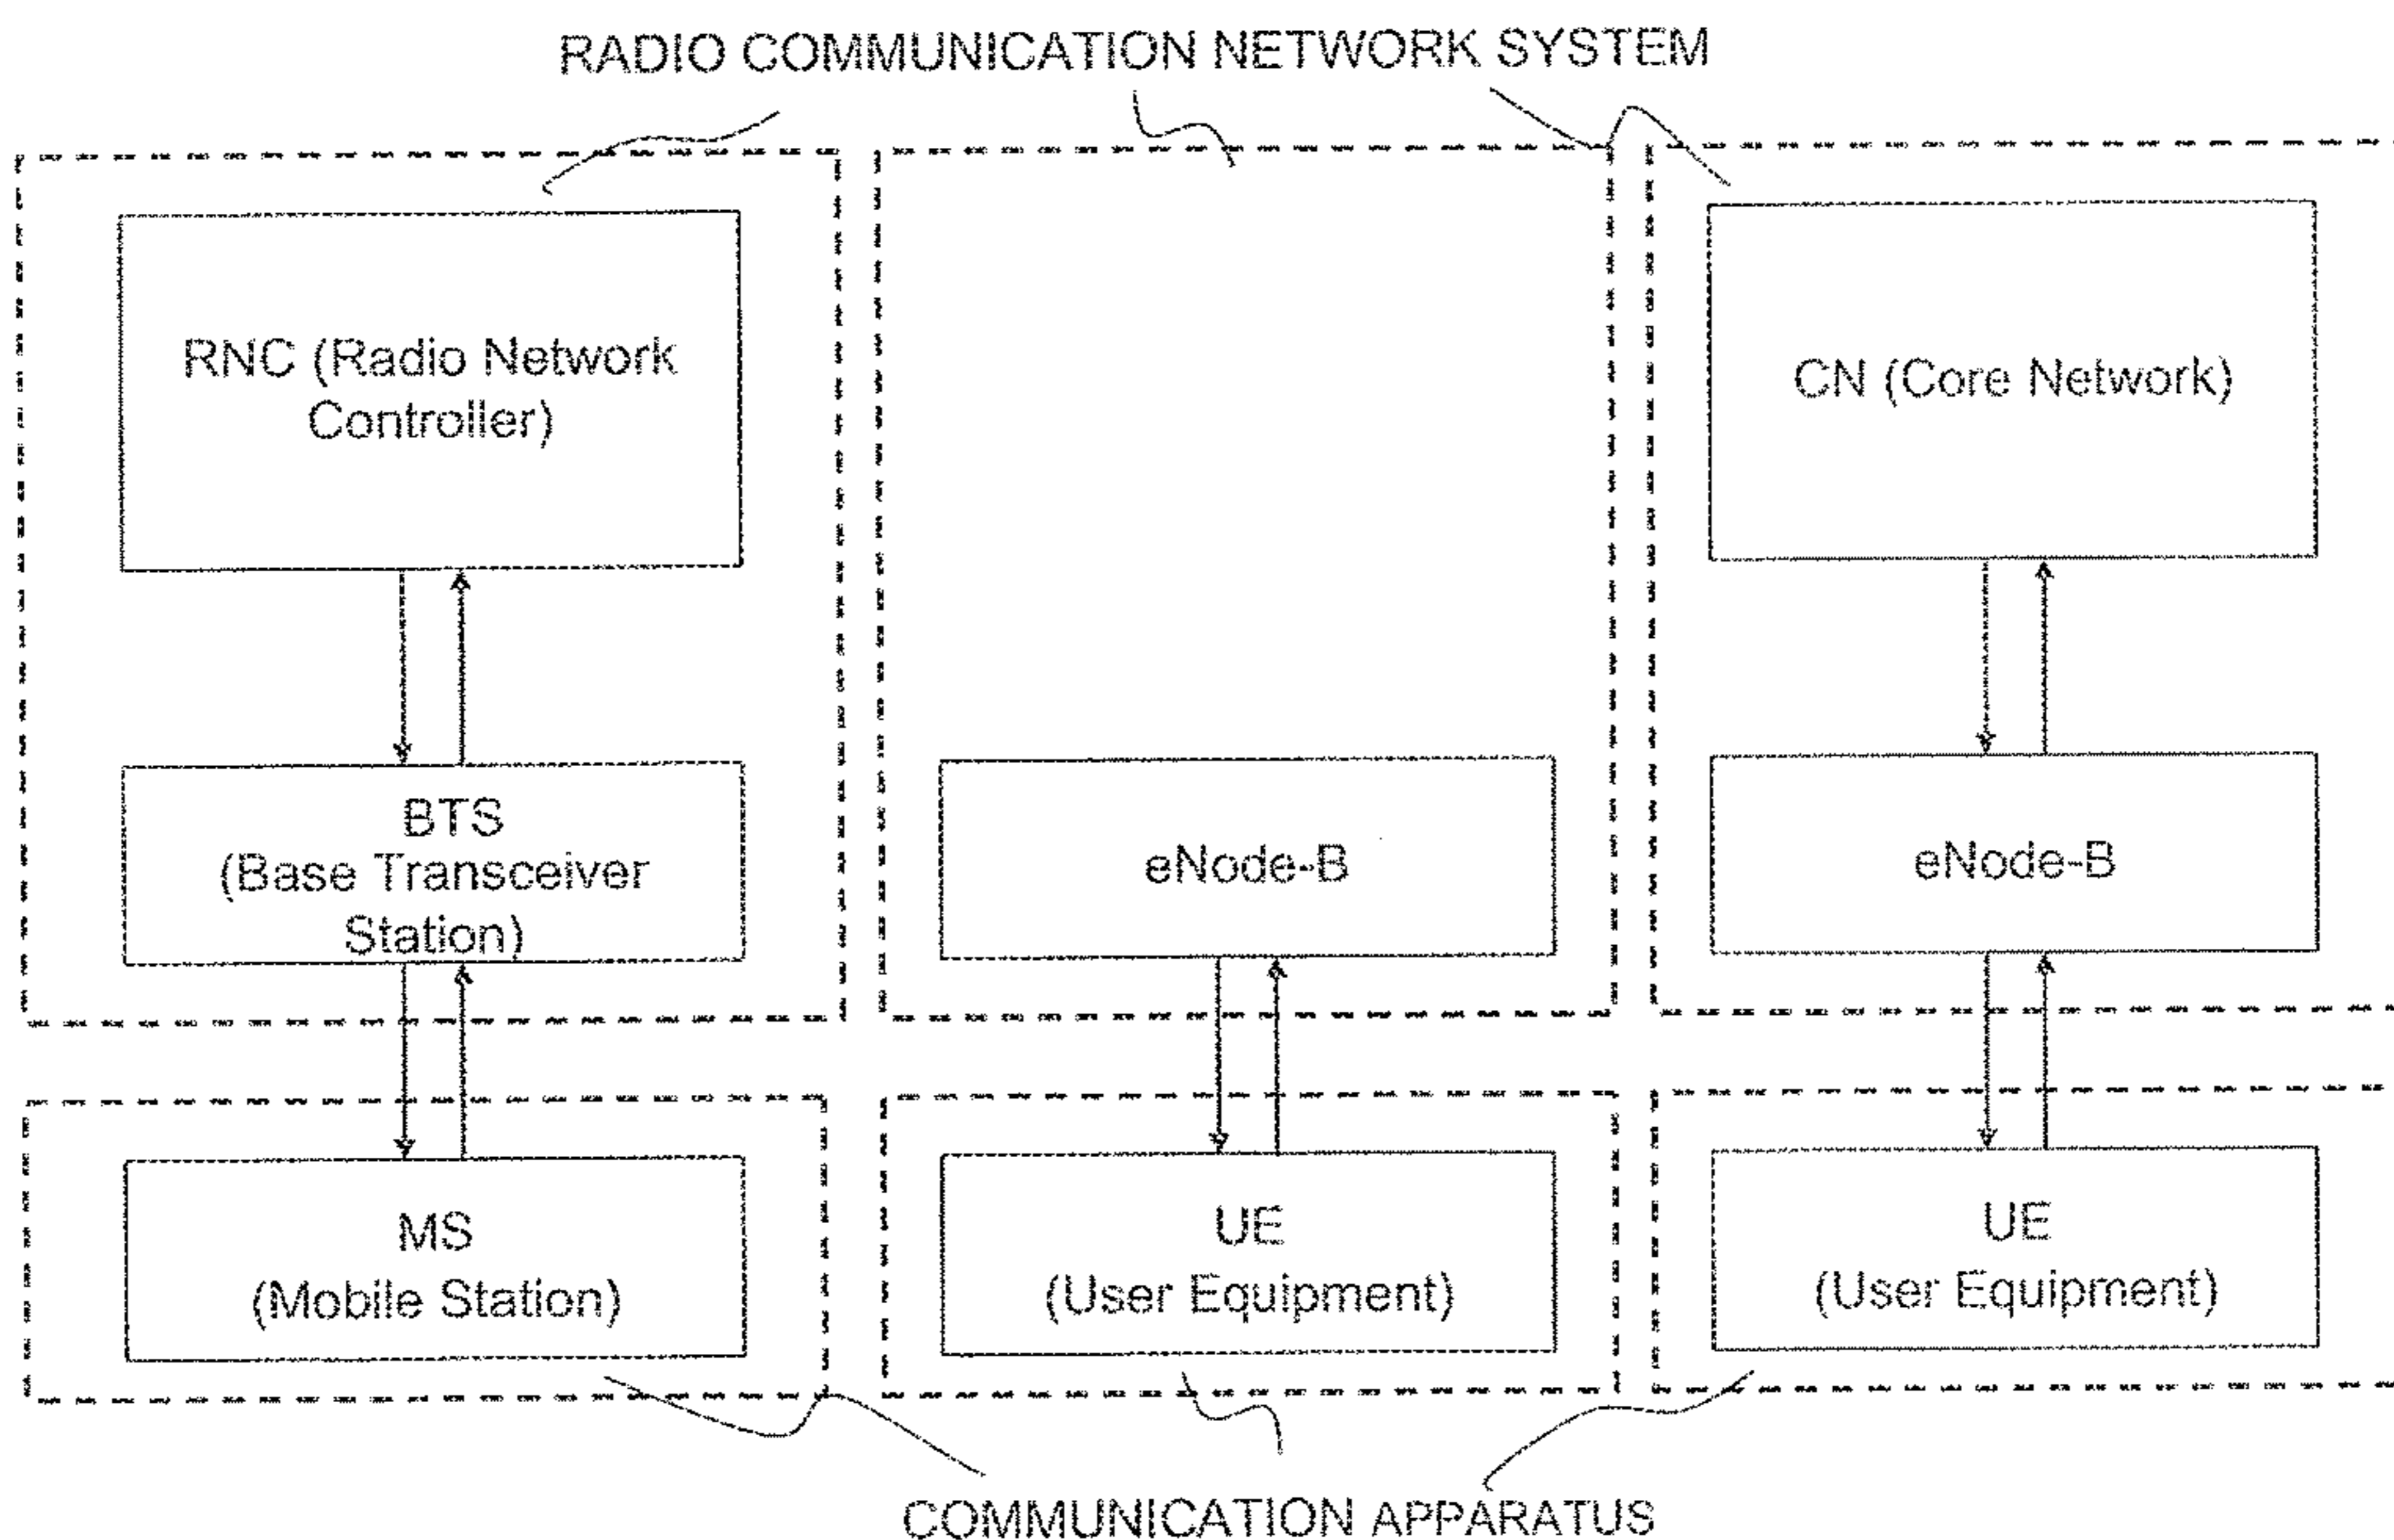 RADIO COMMUNICATION NETWORK SYSTEM
RNC (Radio Network
Controller)
CN (Core Network)
BTS
(Base Transceiver
Station)
eNode-B
eNode-B
MS
(Mobile Station)
UE
(User Equipment)
UE
(User Equipment)
COMMUNICATION APPARATUS